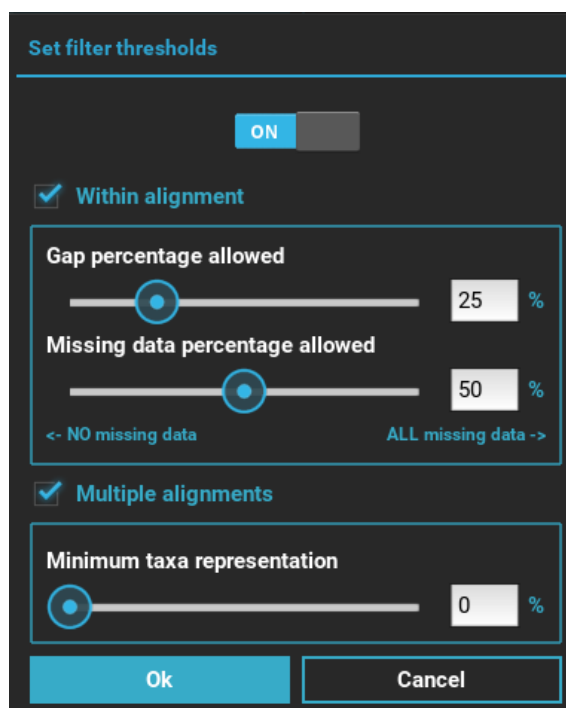 Set filter thresholds
ON
Within alignment
Gap percentage allowed
25 %
Missing data percentage allowed
50 %
<- NO missing data ALL missing data ->
Multiple alignments
Minimum taxa representation
0 %
Ok Cancel